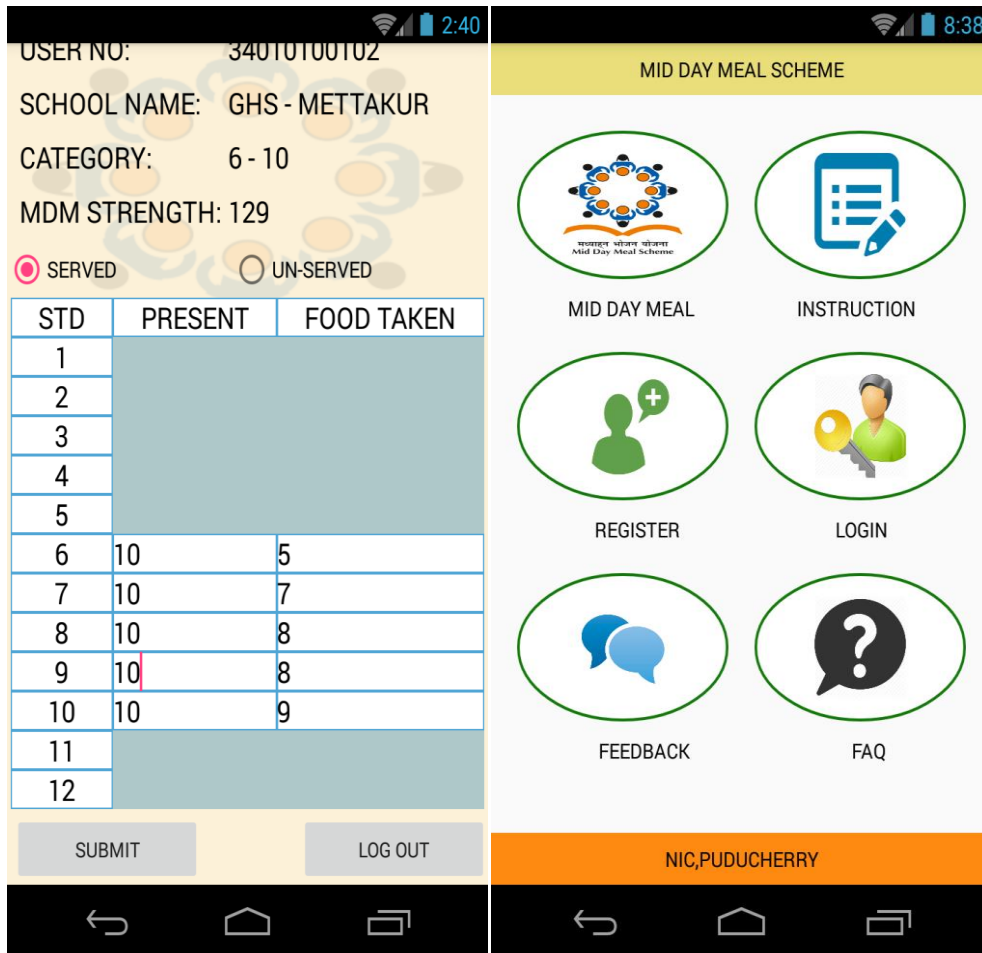 2:40
USER NO: 34010100102
SCHOOL NAME: GHS - METTAKUR
CATEGORY: 6 - 10
MDM STRENGTH: 129
SERVED UN-SERVED
STD PRESENT FOOD TAKEN
1
2
3
4
5
6 10 5
7 10 7
8 10 8
9 10 8
10 10 9
11
12
SUBMIT LOG OUT
8:38
MID DAY MEAL SCHEME
मध्याह्न भोजन योजना
Mid Day Meal Scheme
MID DAY MEAL INSTRUCTION
REGISTER LOGIN
FEEDBACK FAQ
NIC,PUDUCHERRY